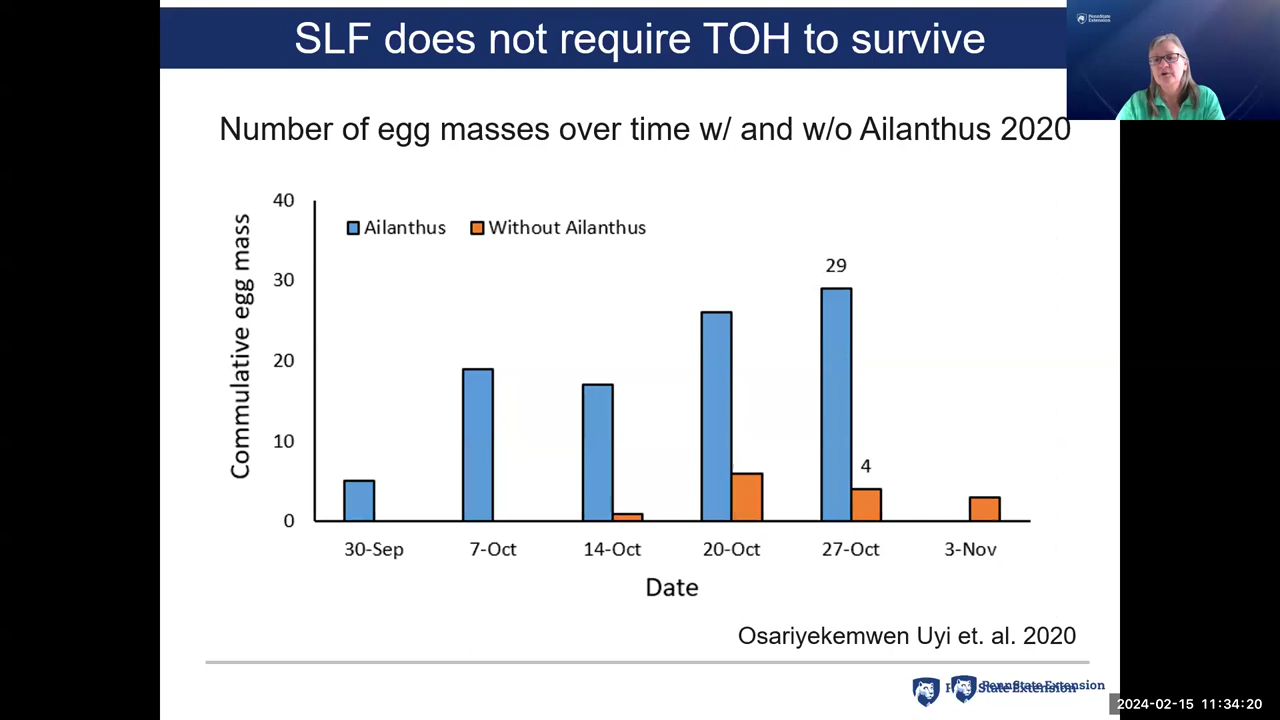 SLF does not require TOH to survive
PennState
Extension
Number of egg masses over time w/ and w/o Ailanthus 2020
Commulative egg mass
40
30
20
10
0
Ailanthus
Without Ailanthus
29
4
30-Sep
7-Oct
14-Oct
20-Oct
27-Oct
3-Nov
Date
Osariyekemwen Uyi et. al. 2020
PennState Extension
2024-02-15 11:34:20